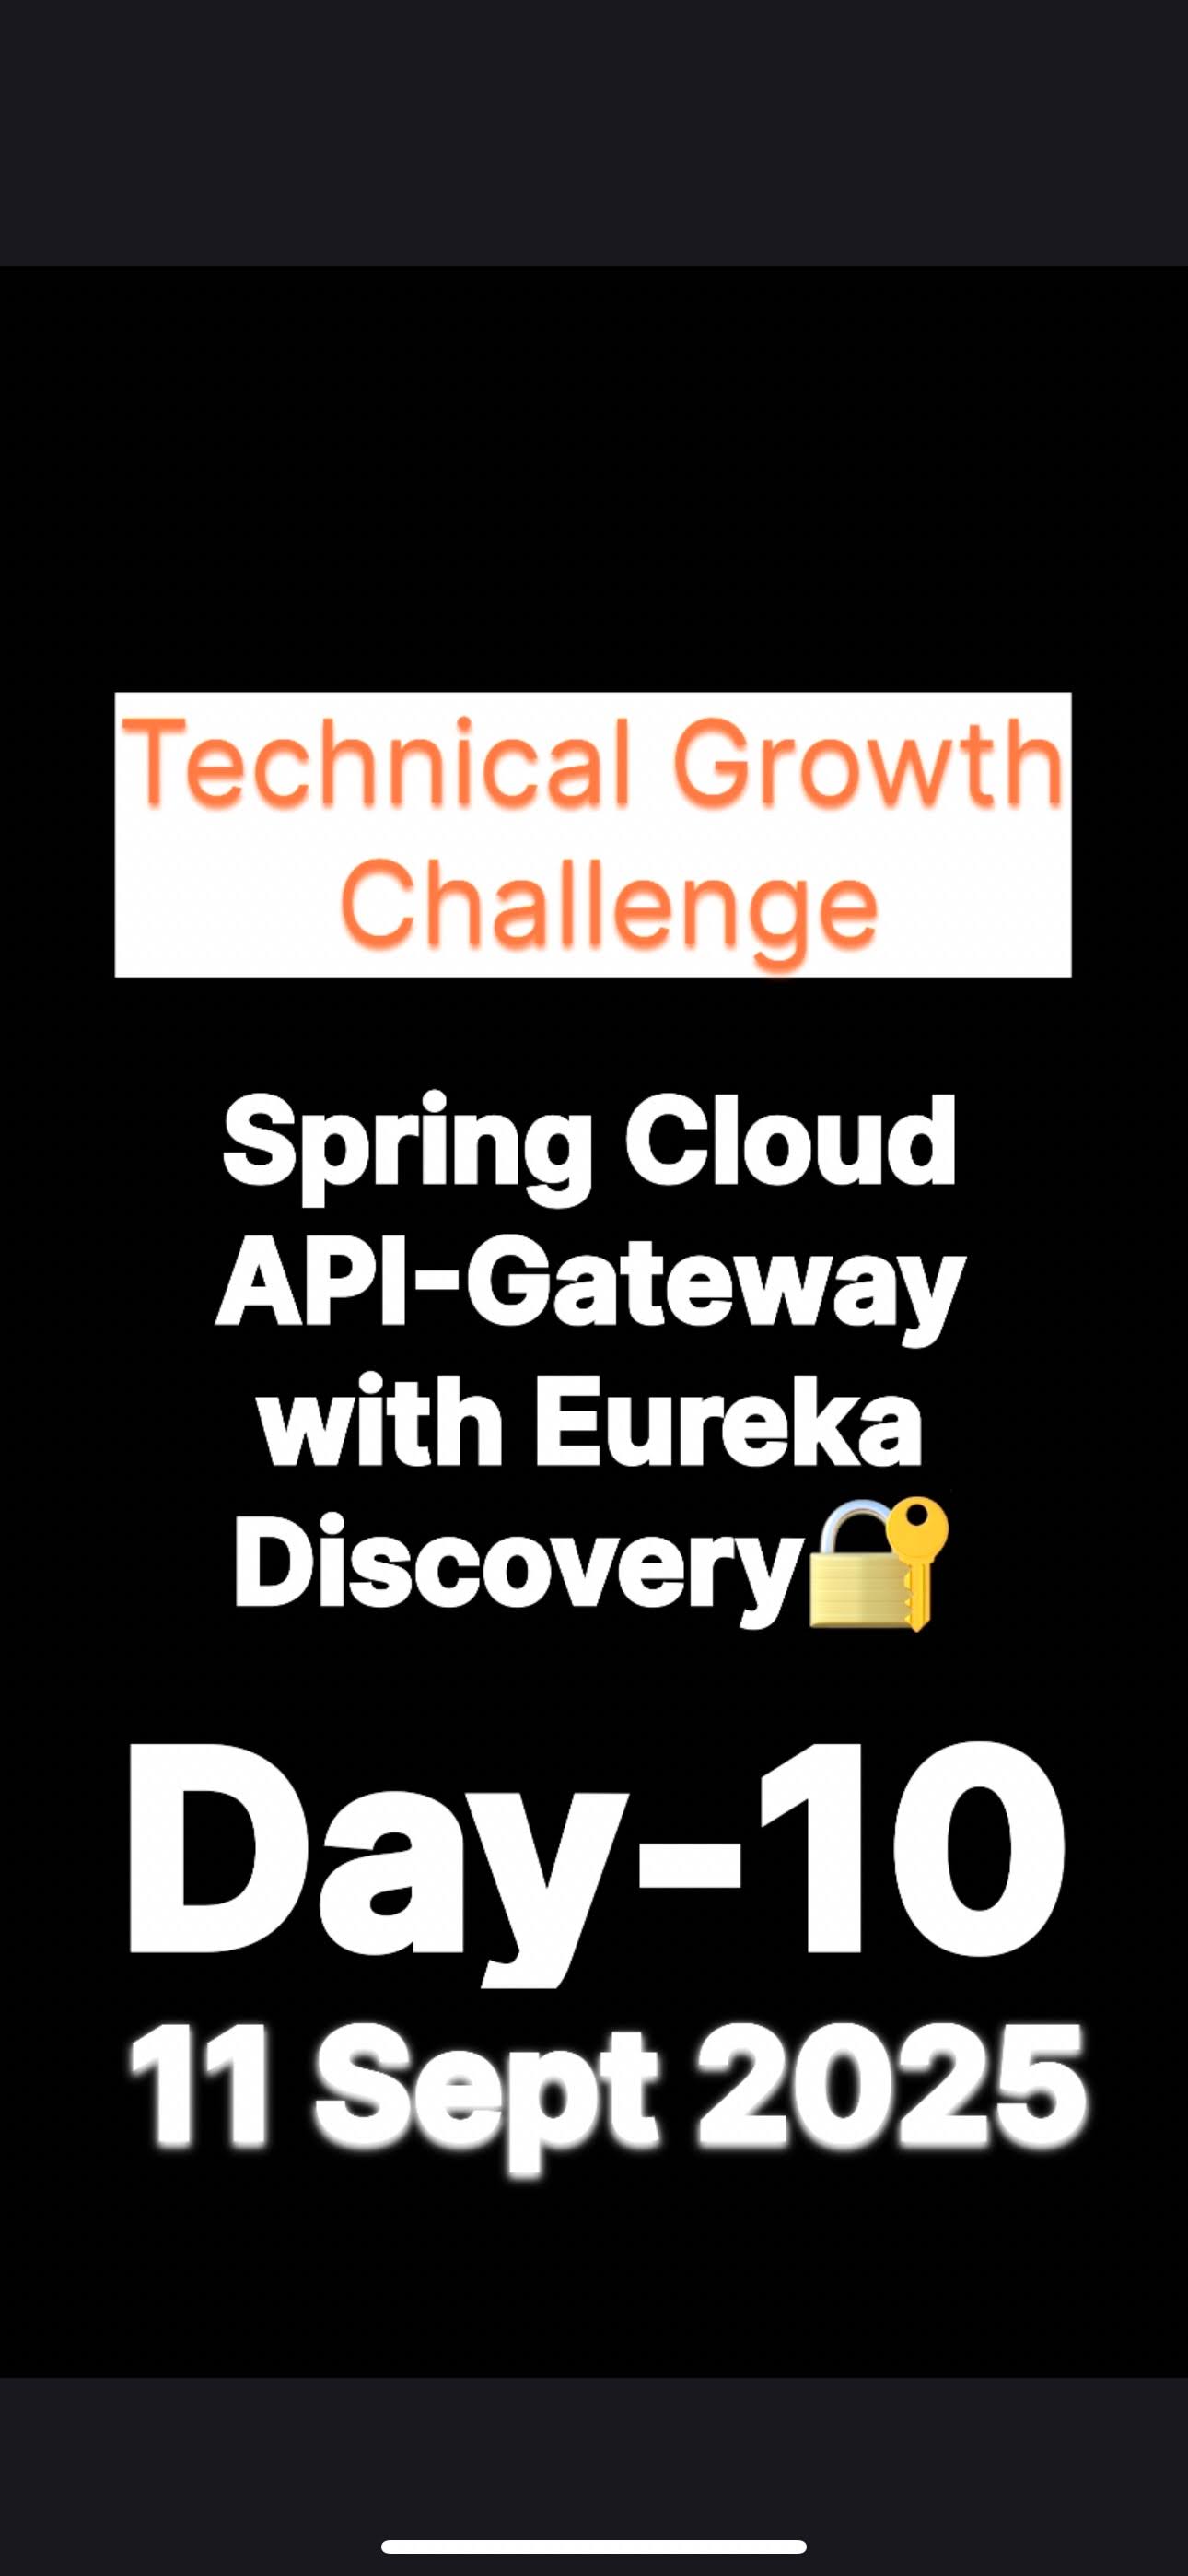 Technical Growth
Challenge
Spring Cloud
API-Gateway
with Eureka
Discovery🔐
Day-10
11 Sept 2025